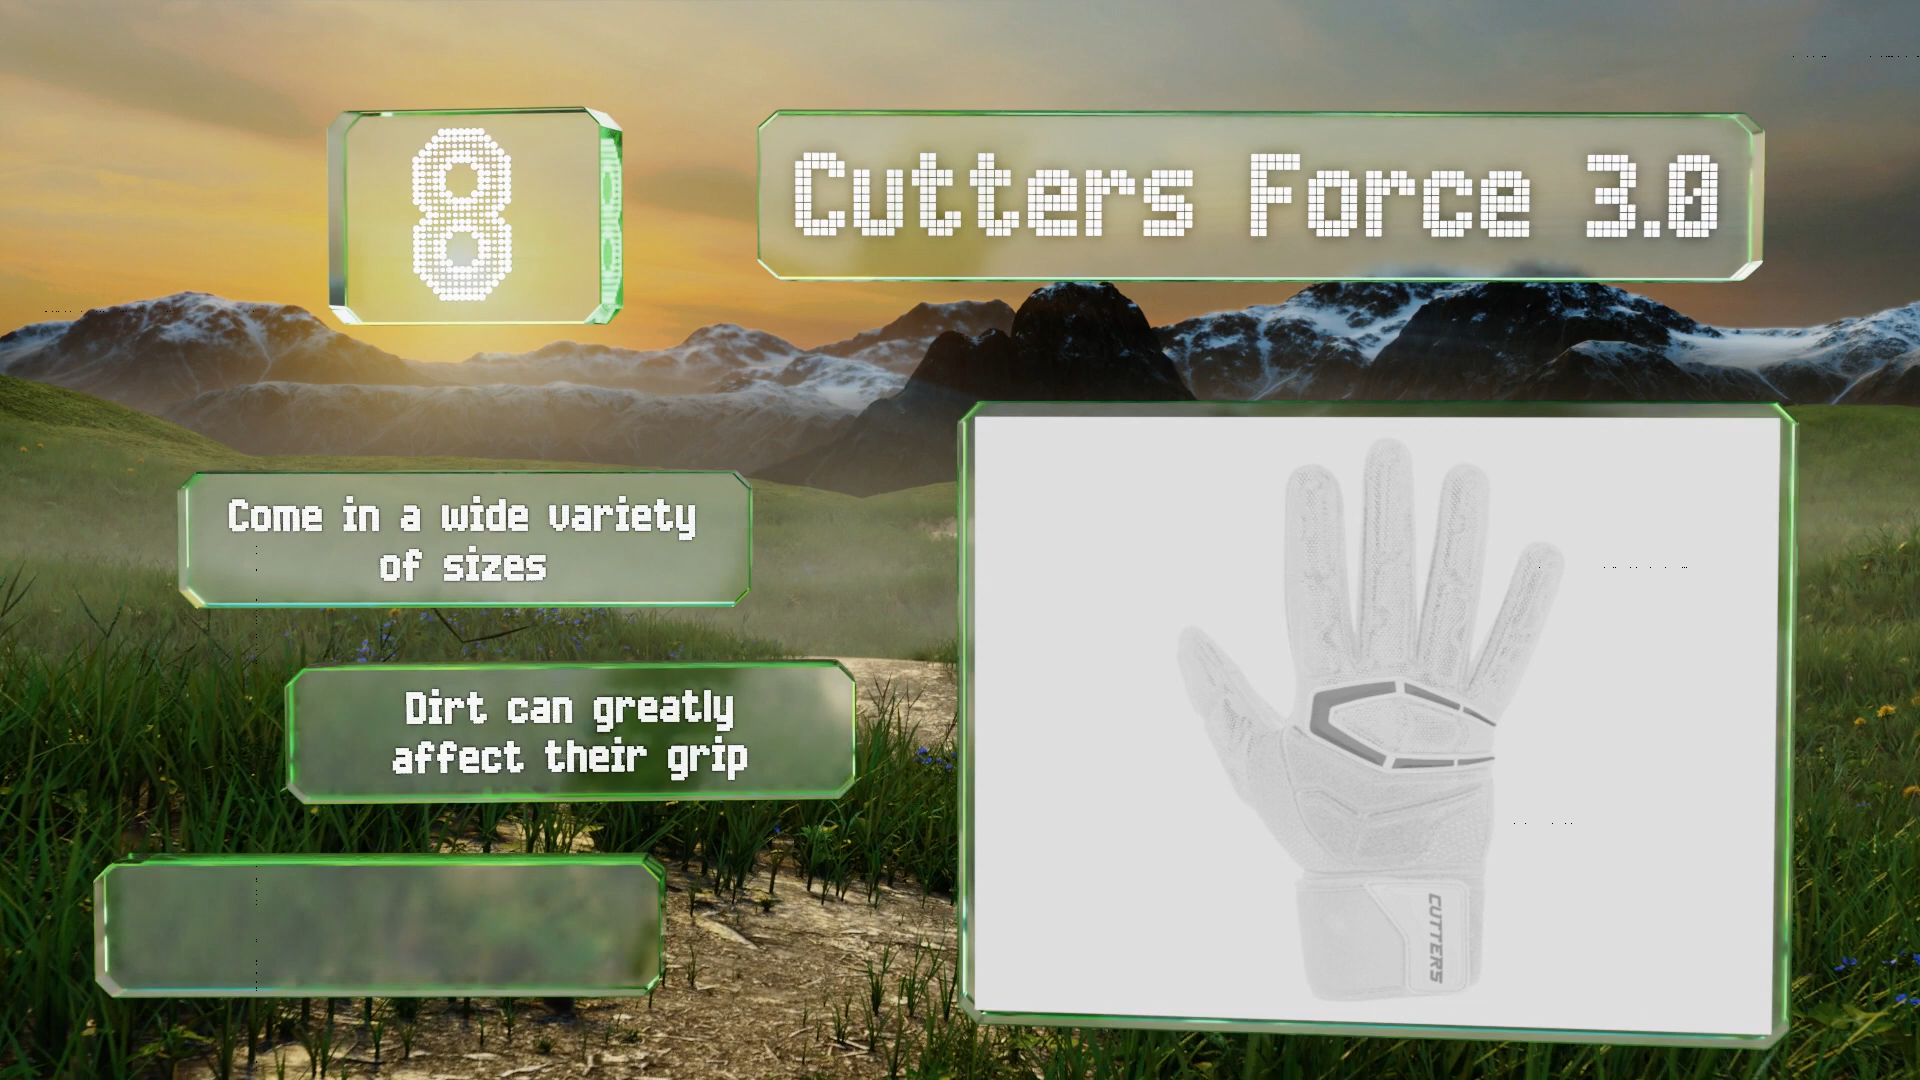 8
Cutters Force 3.0
Come in a wide variety
of sizes
Dirt can greatly
affect their grip
CUTTERS